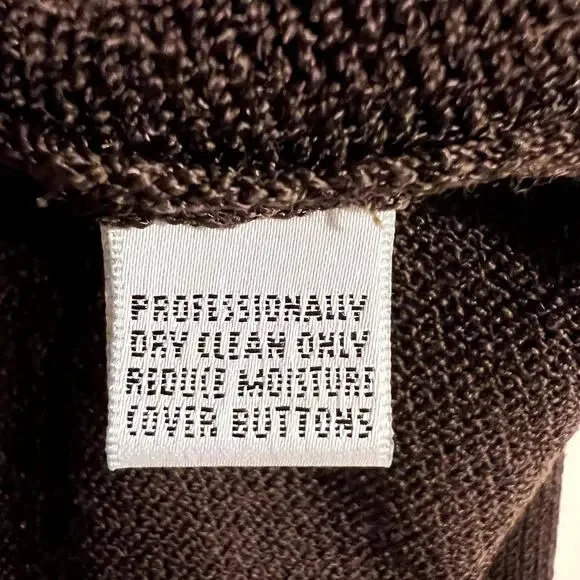 PROFESSIONALLY
DRY CLEAN ONLY
REDUCE MOISTURE
COVER BUTTONS